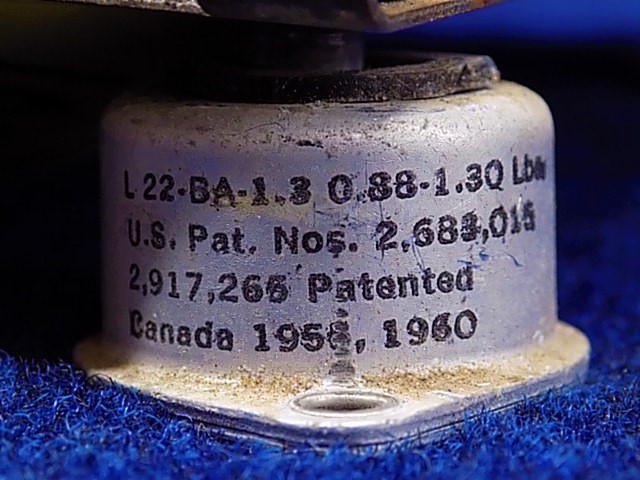 L 22-BA-1.3 0.88-1.30 Lbs
U.S. Pat. Nos. 2,683,015
2,917,265 Patented
Canada 1958, 1960